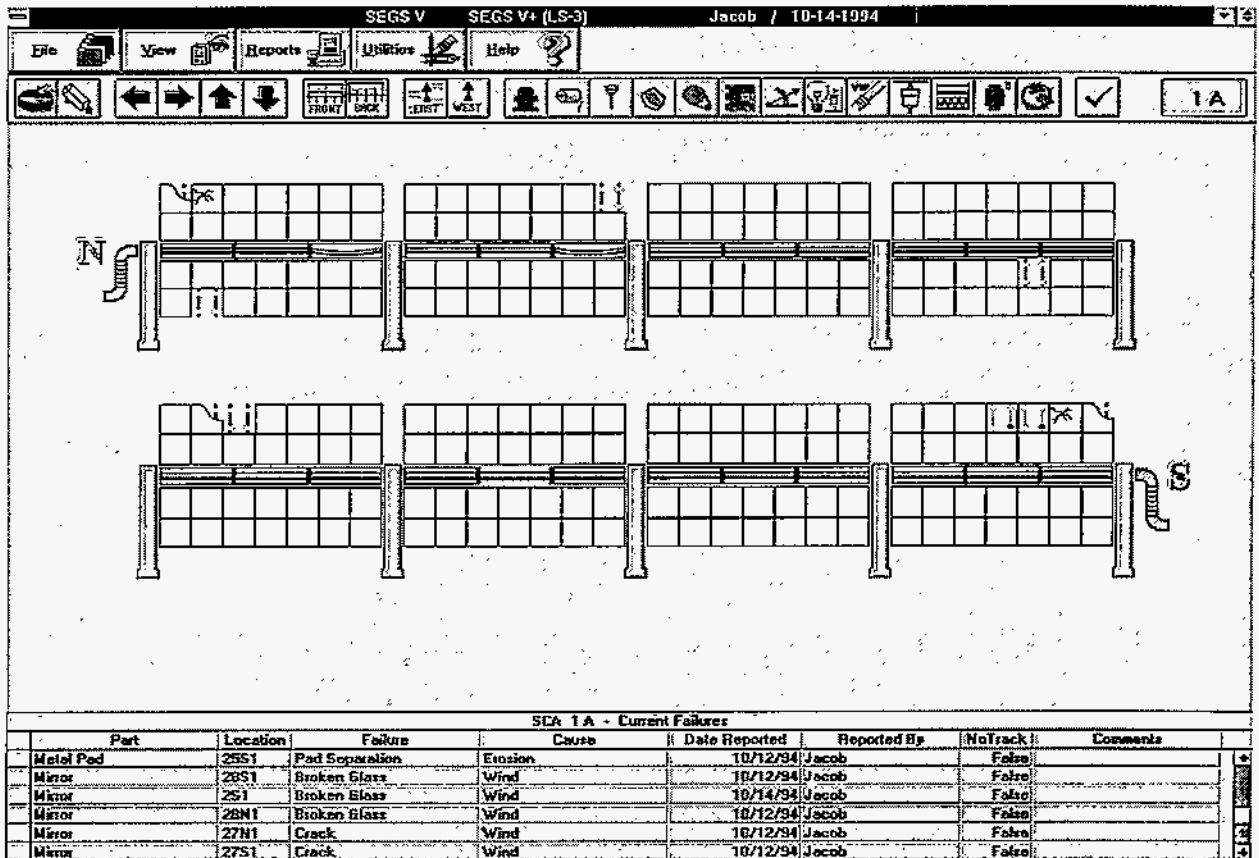 SEGS V SEGS V+ (LS-3) Jacob / 10-14-1994
File View Reports Utilities Help
FRONT BACK EAST WEST 1 A
N
S
SCA 1 A - Current Failures
Part Location Failure Cause Date Reported Reported By NoTrack Comments
Metal Pad 25S1 Pad Separation Erosion 10/12/94 Jacob False
Mirror 28S1 Broken Glass Wind 10/12/94 Jacob False
Mirror 2S1 Broken Glass Wind 10/14/94 Jacob False
Mirror 28N1 Broken Glass Wind 10/12/94 Jacob False
Mirror 27N1 Crack Wind 10/12/94 Jacob False
Mirror 27S1 Crack Wind 10/12/94 Jacob False